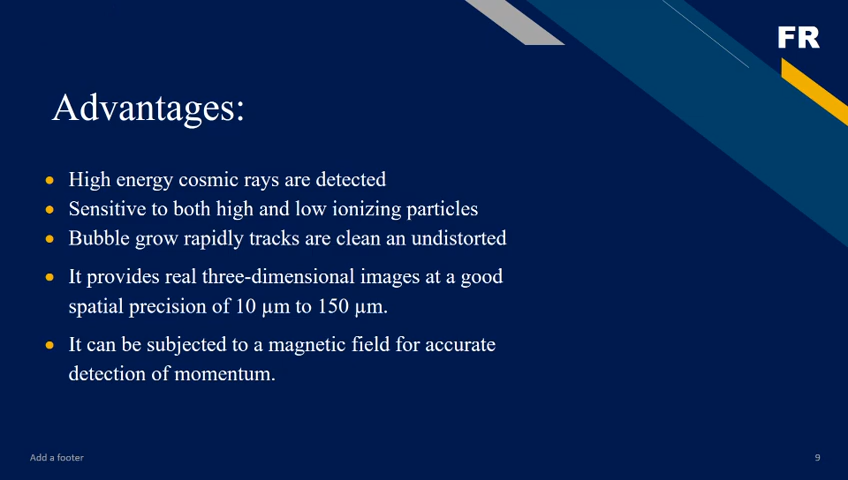 FR
Advantages:
• High energy cosmic rays are detected
• Sensitive to both high and low ionizing particles
• Bubble grow rapidly tracks are clean an undistorted
• It provides real three-dimensional images at a good
spatial precision of 10 µm to 150 µm.
• It can be subjected to a magnetic field for accurate
detection of momentum.
Add a footer
9